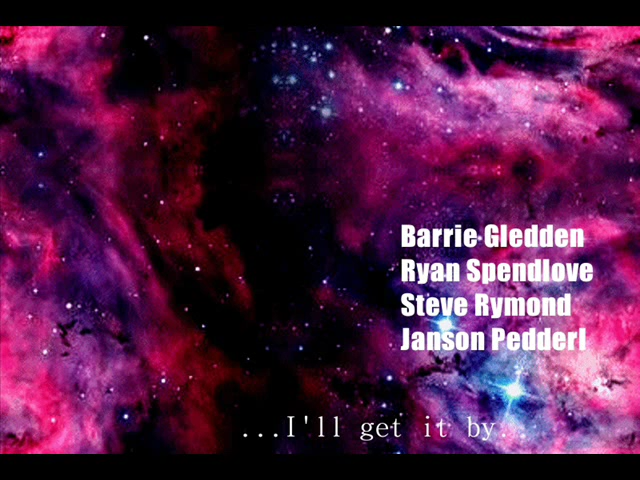 Barrie Gledden
Ryan Spendlove
Steve Rymond
Janson Pedderl
...I'll get it by..